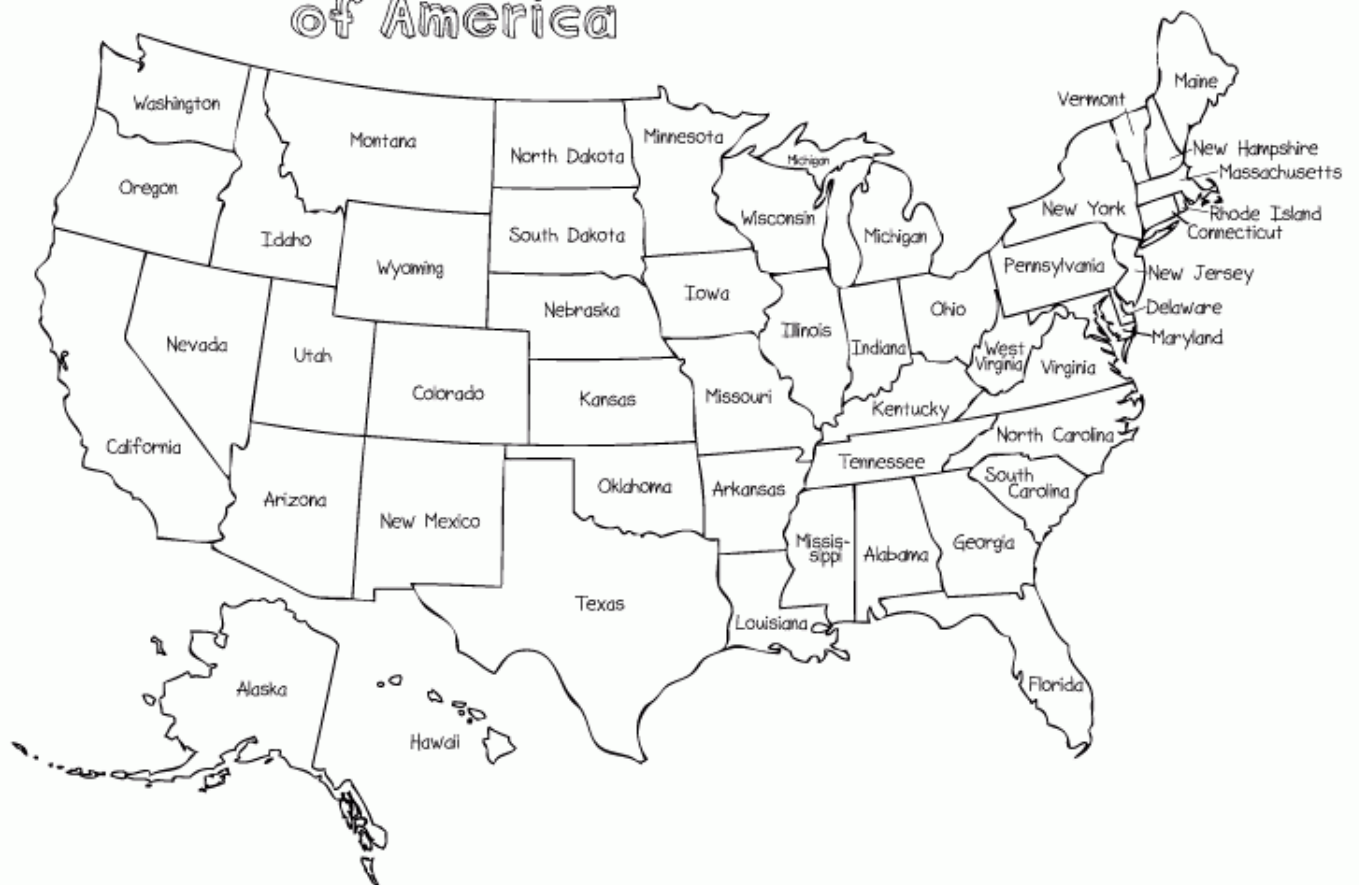 of America
Washington
Montana
North Dakota
Minnesota
Michigan
Vermont
Maine
New Hampshire
Massachusetts
Oregon
Idaho
Wyoming
South Dakota
Wisconsin
Michigan
New York
Rhode Island
Connecticut
Pennsylvania
New Jersey
Nebraska
Iowa
Illinois
Indiana
Ohio
Delaware
Maryland
Nevada
Utah
Colorado
Kansas
Missouri
West
Virginia
Virginia
Kentucky
California
North Carolina
Tennessee
Arizona
New Mexico
Oklahoma
Arkansas
South
Carolina
Missis-
sippi
Alabama
Georgia
Texas
Louisiana
Alaska
Hawaii
Florida